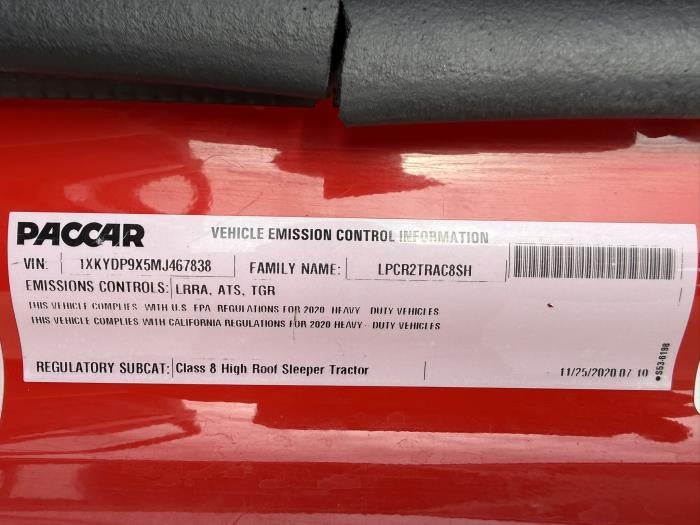 PACCAR VEHICLE EMISSION CONTROL INFORMATION
VIN: 1XKYDP9X5MJ467838 FAMILY NAME: LPCR2TRAC8SH
EMISSIONS CONTROLS: LRRA, ATS, TGR
THIS VEHICLE COMPLIES WITH U.S. EPA REGULATIONS FOR 2020 HEAVY - DUTY VEHICLES
THIS VEHICLE COMPLIES WITH CALIFORNIA REGULATIONS FOR 2020 HEAVY - DUTY VEHICLES
REGULATORY SUBCAT: Class 8 High Roof Sleeper Tractor 11/25/2020 07 10
S53-6198